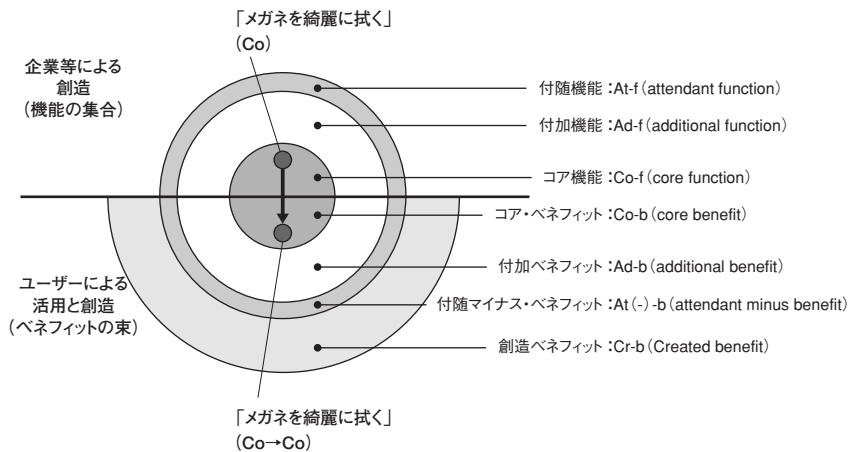 「メガネを綺麗に拭く」
（Co）
企業等による
創造
（機能の集合）
付随機能：At-f（attendant function）
付加機能：Ad-f（additional function）
コア機能：Co-f（core function）
コア・ベネフィット：Co-b（core benefit）
付加ベネフィット：Ad-b（additional benefit）
ユーザーによる
活用と創造
（ベネフィットの束）
付随マイナス・ベネフィット：At（-）-b（attendant minus benefit）
創造ベネフィット：Cr-b（Created benefit）
「メガネを綺麗に拭く」
（Co→Co）